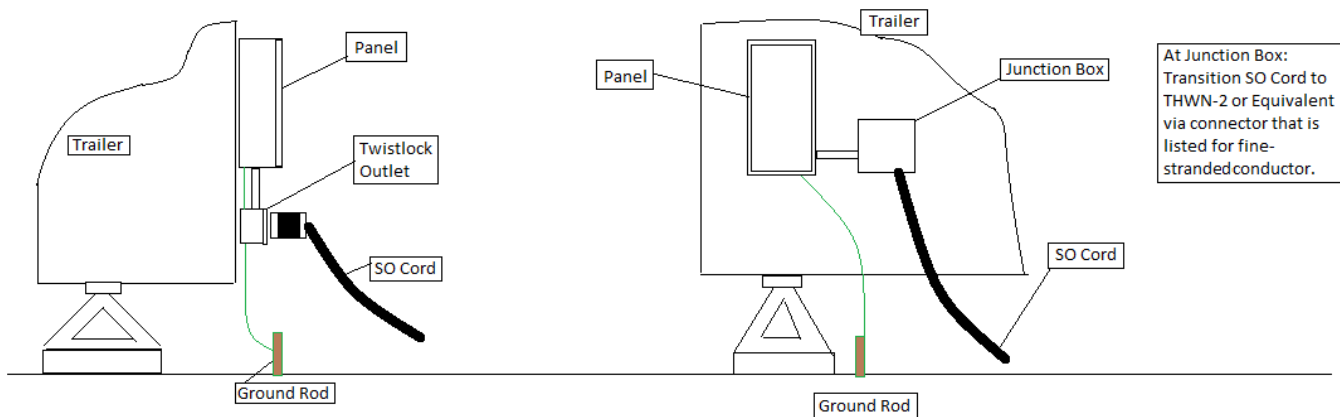 Panel
Trailer
Twistlock
Outlet
SO Cord
Ground Rod
Trailer
Panel
Junction Box
SO Cord
Ground Rod
At Junction Box:
Transition SO Cord to
THWN-2 or Equivalent
via connector that is
listed for fine-
strandedconductor.